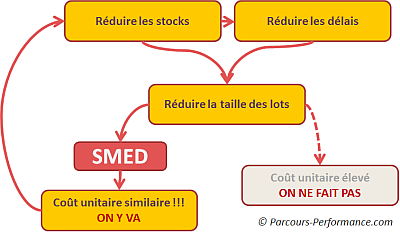 Réduire les stocks
Réduire les délais
Réduire la taille des lots
SMED
Coût unitaire similaire !!!
ON Y VA
Coût unitaire élevé
ON NE FAIT PAS
© Parcours-Performance.com